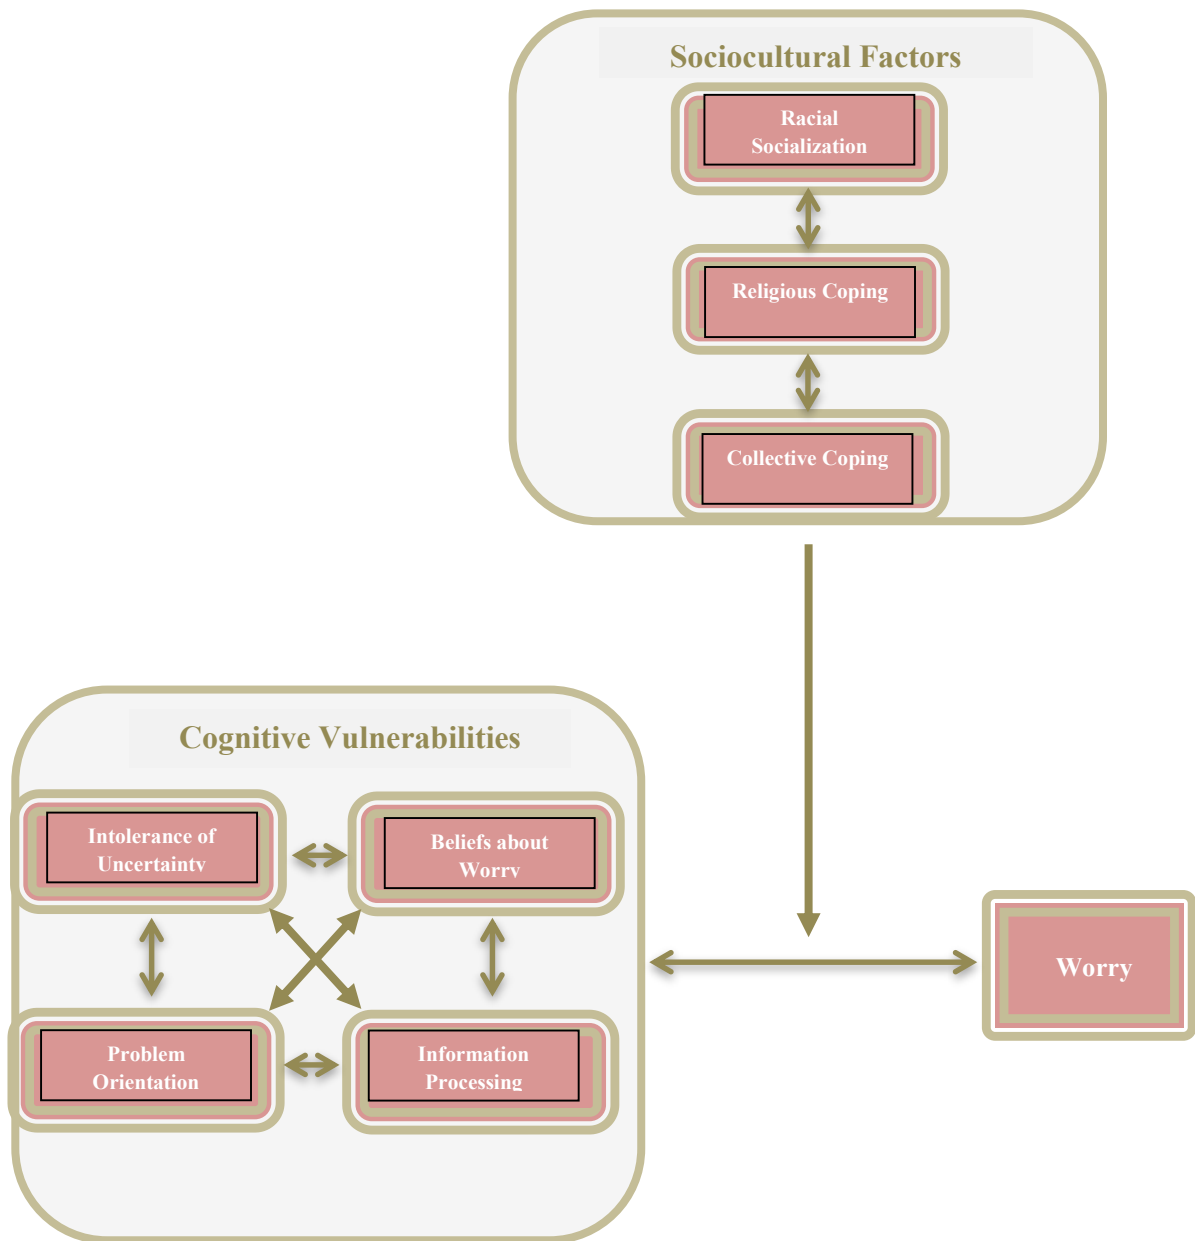 Sociocultural Factors
Racial
Socialization
Religious Coping
Collective Coping
Cognitive Vulnerabilities
Intolerance of
Uncertainty
Beliefs about
Worry
Problem
Orientation
Information
Processing
Worry